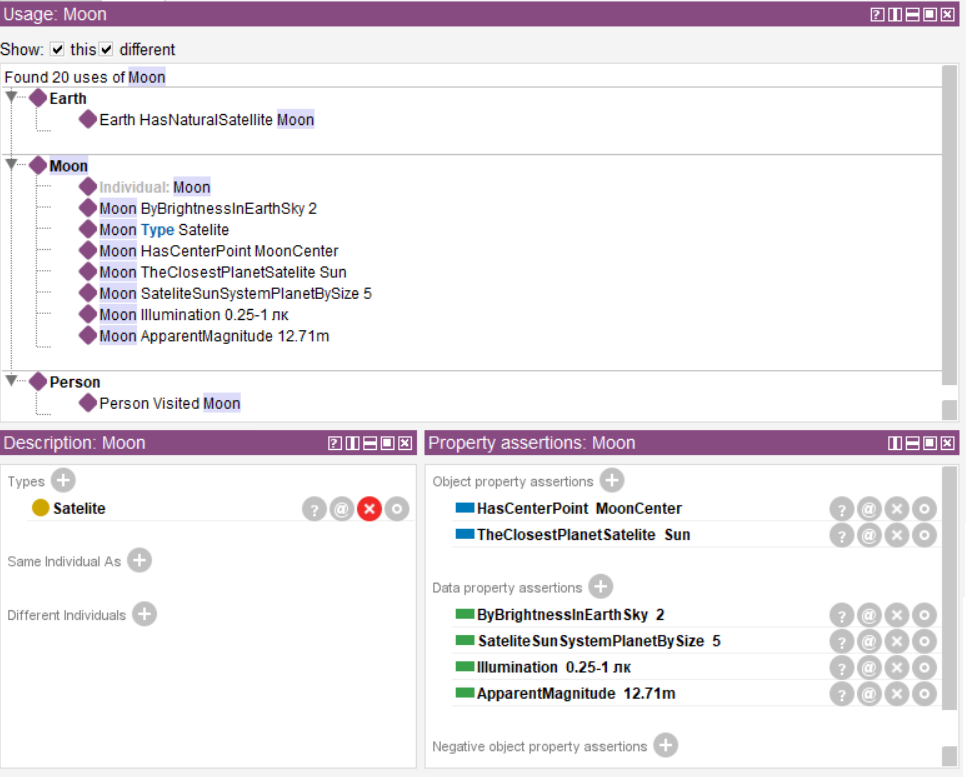 Usage: Moon
Show: this different
Found 20 uses of Moon
Earth
Earth HasNaturalSatellite Moon
Moon
Individual: Moon
Moon ByBrightnessInEarthSky 2
Moon Type Satelite
Moon HasCenterPoint MoonCenter
Moon TheClosestPlanetSatelite Sun
Moon SateliteSunSystemPlanetBySize 5
Moon Illumination 0.25-1 лк
Moon ApparentMagnitude 12.71m
Person
Person Visited Moon
Description: Moon
Types
Satelite
Same Individual As
Different Individuals
Property assertions: Moon
Object property assertions
HasCenterPoint MoonCenter
TheClosestPlanetSatelite Sun
Data property assertions
ByBrightnessInEarthSky 2
SateliteSunSystemPlanetBySize 5
Illumination 0.25-1 лк
ApparentMagnitude 12.71m
Negative object property assertions